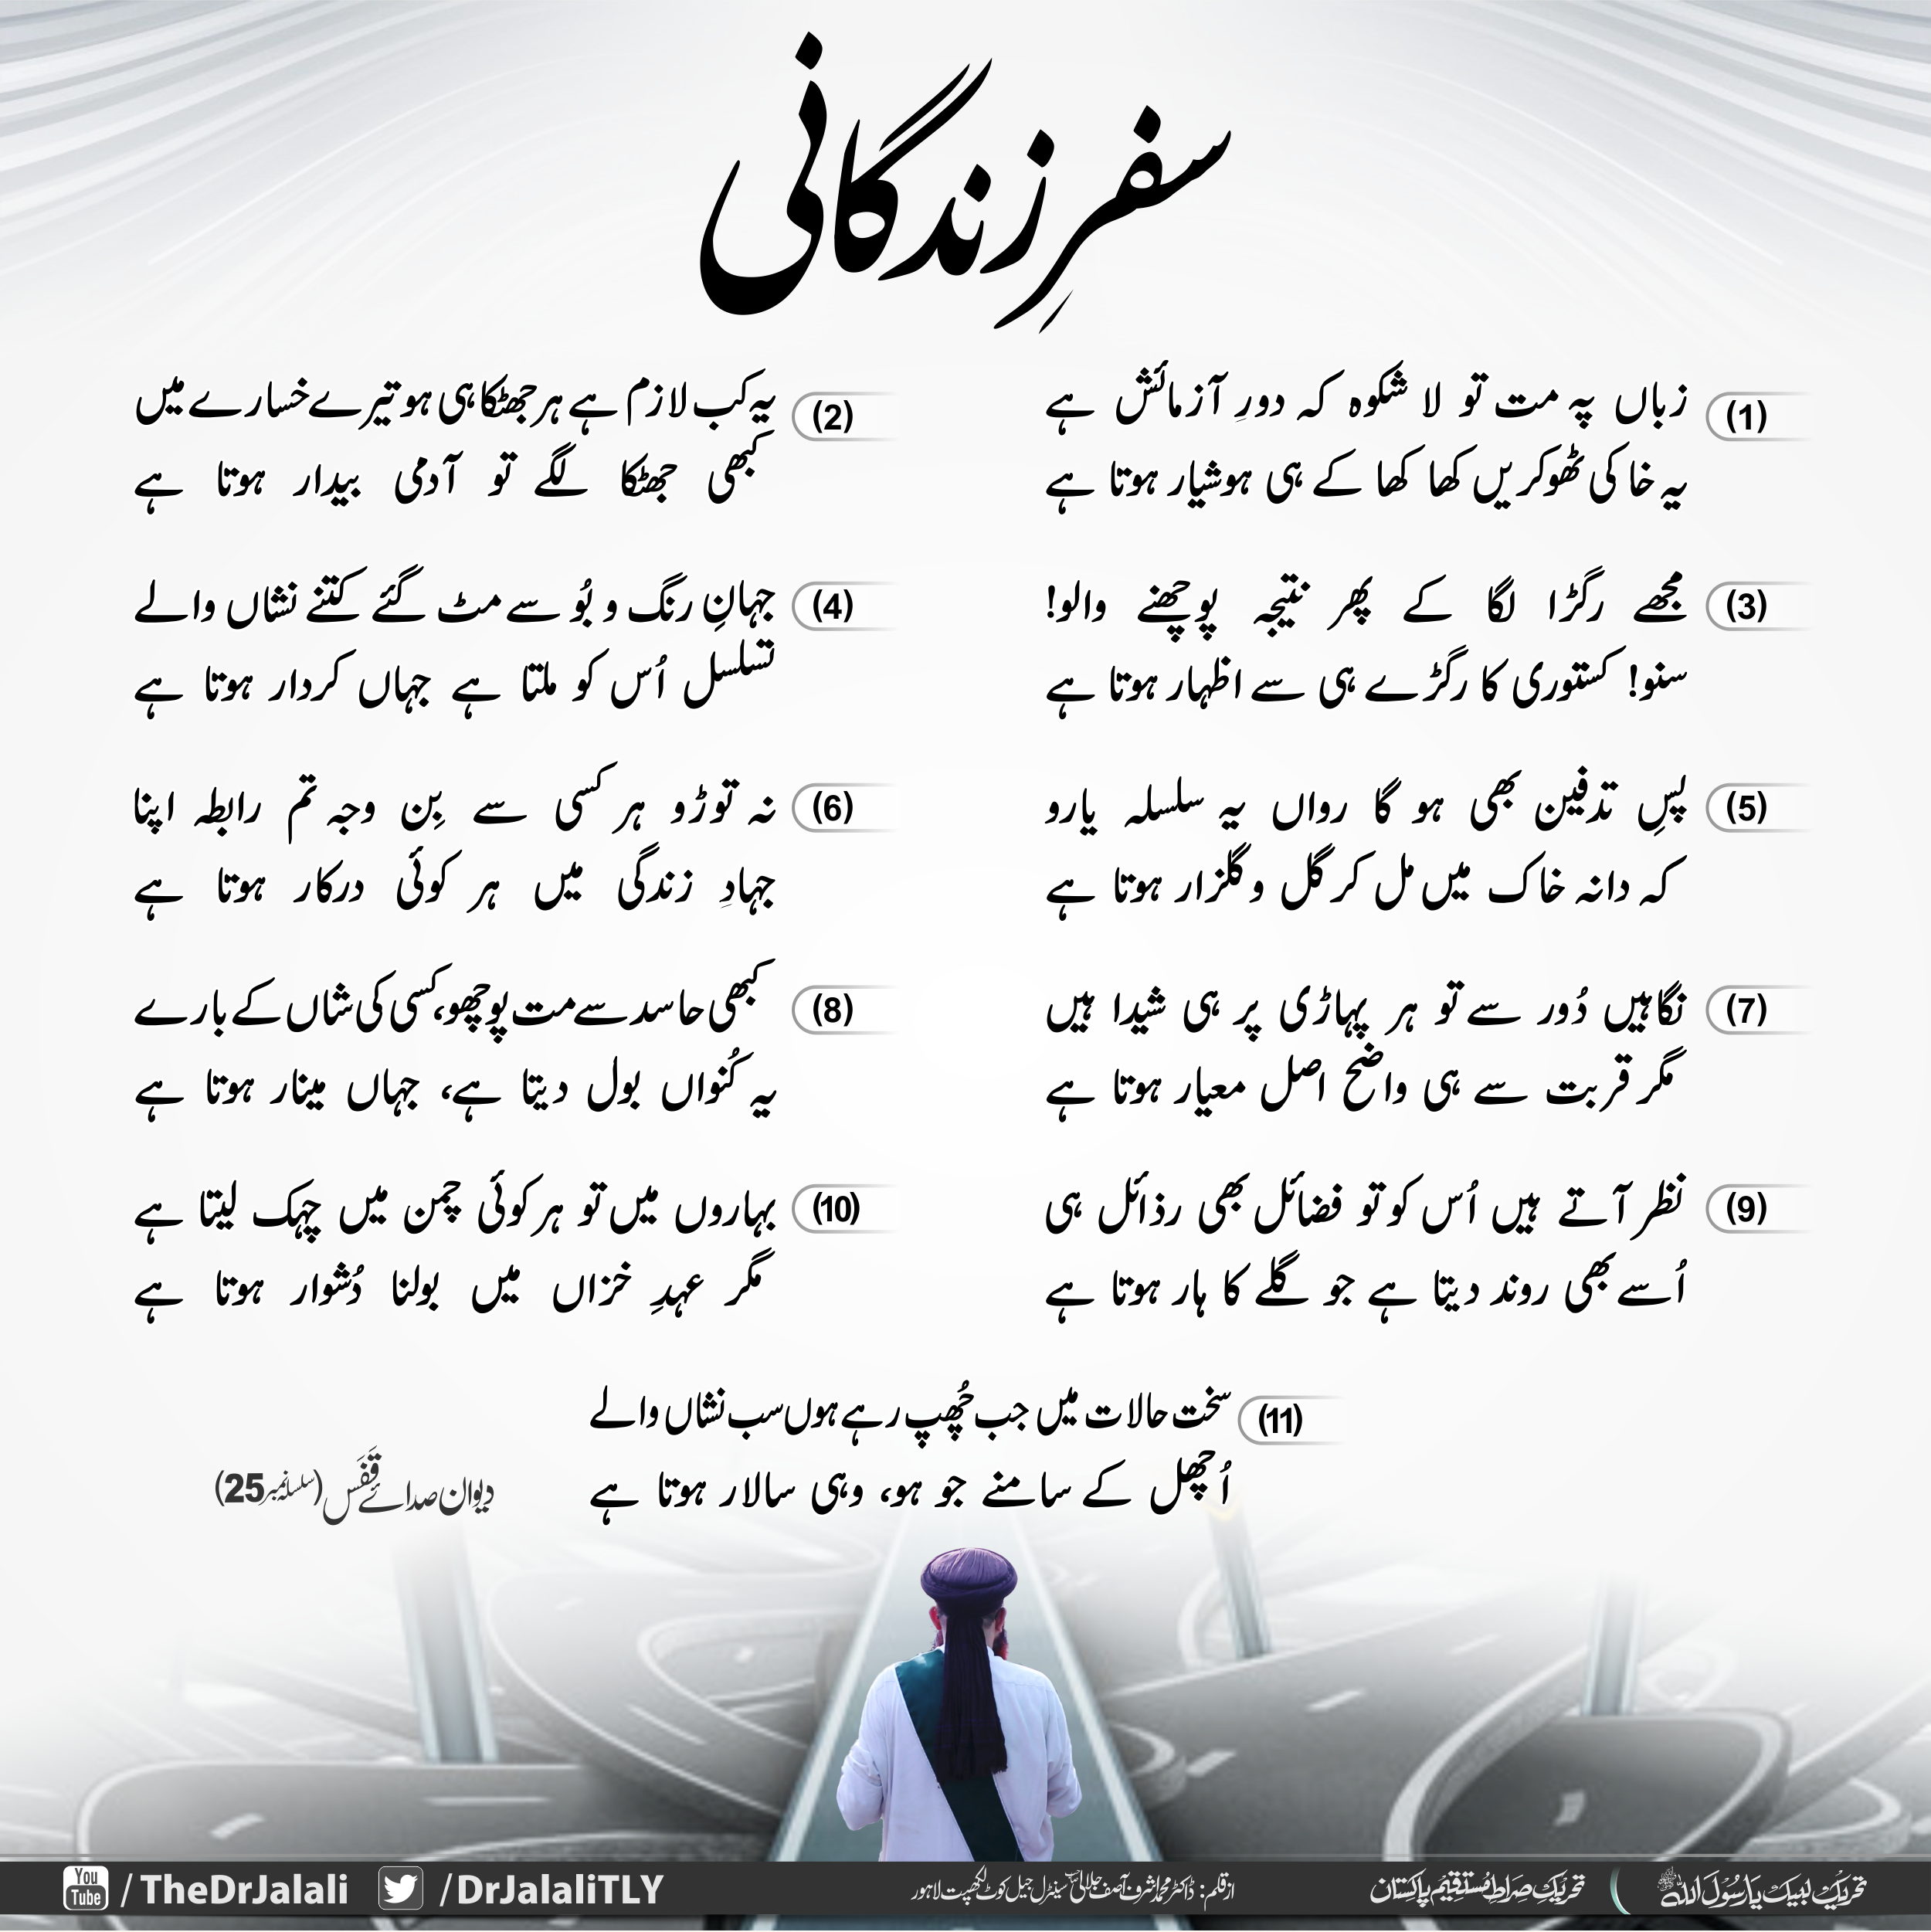 سفرِ زندگانی
(1)
زباں پہ مت تو لا شکوہ کہ دورِ آزمائش ہے
یہ خاکی ٹھوکریں کھا کھا کے ہی ہوشیار ہوتا ہے
(2)
یہ کب لازم ہے ہر جھٹکا ہی ہو تیرے خسارے میں
کبھی جھٹکا لگے تو آدمی بیدار ہوتا ہے
(3)
مجھے رگڑا لگا کے پھر نتیجہ پوچھنے والو!
سنو! کستوری کا رگڑے ہی سے اظہار ہوتا ہے
(4)
جہانِ رنگ و بُو سے مٹ گئے کتنے نشاں والے
تسلسل اُس کو ملتا ہے جہاں کردار ہوتا ہے
(5)
پسِ تدفین بھی ہو گا رواں یہ سلسلہ یارو
کہ دانہ خاک میں مل کر گل و گلزار ہوتا ہے
(6)
نہ توڑو ہر کسی سے بِن وجہ تم رابطہ اپنا
جہادِ زندگی میں ہر کوئی درکار ہوتا ہے
(7)
نگاہیں دُور سے تو ہر پہاڑی پر ہی شیدا ہیں
مگر قربت سے ہی واضح اصل معیار ہوتا ہے
(8)
کبھی حاسد سے مت پوچھو، کسی کی شاں کے بارے
یہ کُنواں بول دیتا ہے، جہاں مینار ہوتا ہے
(9)
نظر آتے ہیں اُس کو تو فضائل بھی رذائل ہی
اُسے بھی روند دیتا ہے جو گلے کا ہار ہوتا ہے
(10)
بہاروں میں تو ہر کوئی چمن میں چہک لیتا ہے
مگر عہدِ خزاں میں بولنا دُشوار ہوتا ہے
(11)
سخت حالات میں جب چُھپ رہے ہوں سب نشاں والے
اُچھل کے سامنے جو ہو، وہی سالار ہوتا ہے
دیوان صدائے قَفَس (سلسلہ نمبر 25)
تحریک لبیک یارسول اللہ ﷺ
تحریک صراط مستقیم پاکستان
از قلم: ڈاکٹر محمد اشرف آصف جلالی سینٹرل جیل کوٹ لکھپت لاہور
/DrJalaliTLY
You Tube /TheDrJalali